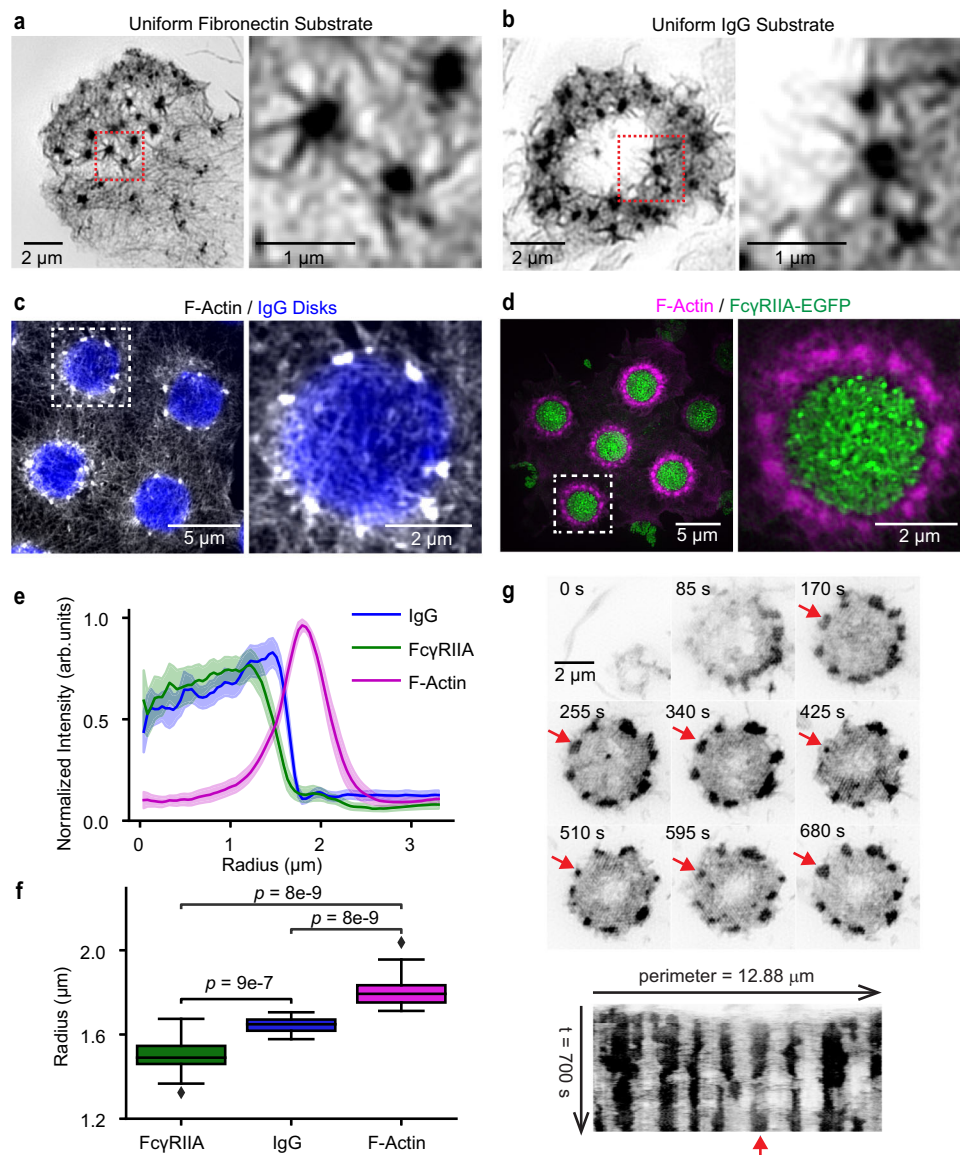 a
Uniform Fibronectin Substrate
2 µm
1 µm
b
Uniform IgG Substrate
2 µm
1 µm
c
F-Actin / IgG Disks
5 µm
2 µm
d
F-Actin / FcγRIIA-EGFP
5 µm
2 µm
e
Normalized Intensity (arb.units)
1.0
0.5
0.0
0
1
2
3
Radius (µm)
IgG
FcγRIIA
F-Actin
f
Radius (µm)
2.0
1.6
1.2
p = 8e-9
p = 8e-9
p = 9e-7
FcγRIIA
IgG
F-Actin
g
0 s
85 s
170 s
2 µm
255 s
340 s
425 s
510 s
595 s
680 s
perimeter = 12.88 µm
t = 700 s